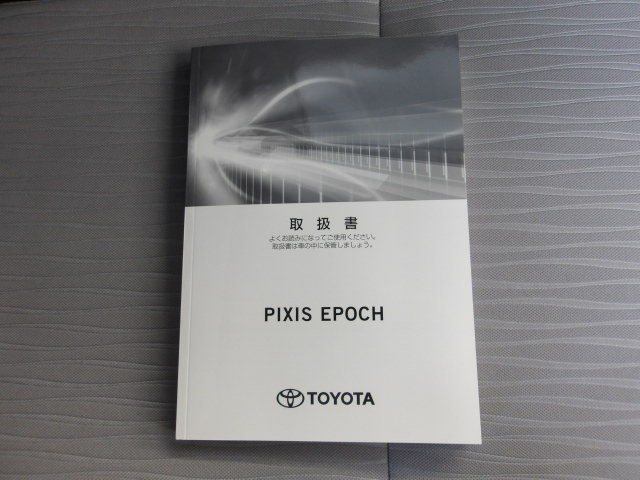 取扱書
よくお読みになってご使用ください。
取扱書は車の中に保管しましょう。
PIXIS EPOCH
TOYOTA